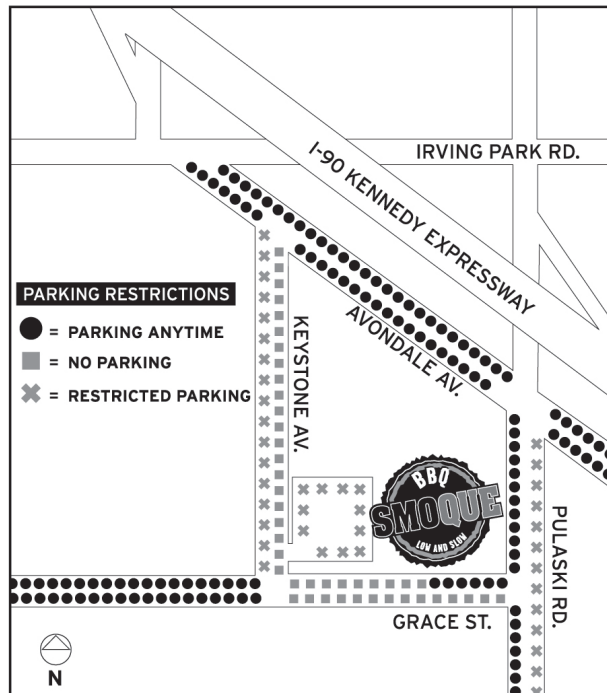 IRVING PARK RD.
I-90 KENNEDY EXPRESSWAY
PARKING RESTRICTIONS
= PARKING ANYTIME
= NO PARKING
= RESTRICTED PARKING
KEYSTONE AV.
AVONDALE AV.
BBQ
SMOQUE
LOW AND SLOW
PULASKI RD.
GRACE ST.
N